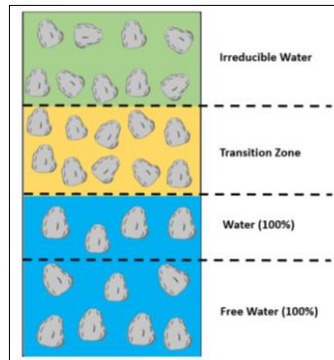 Irreducible Water
Transition Zone
Water (100%)
Free Water (100%)